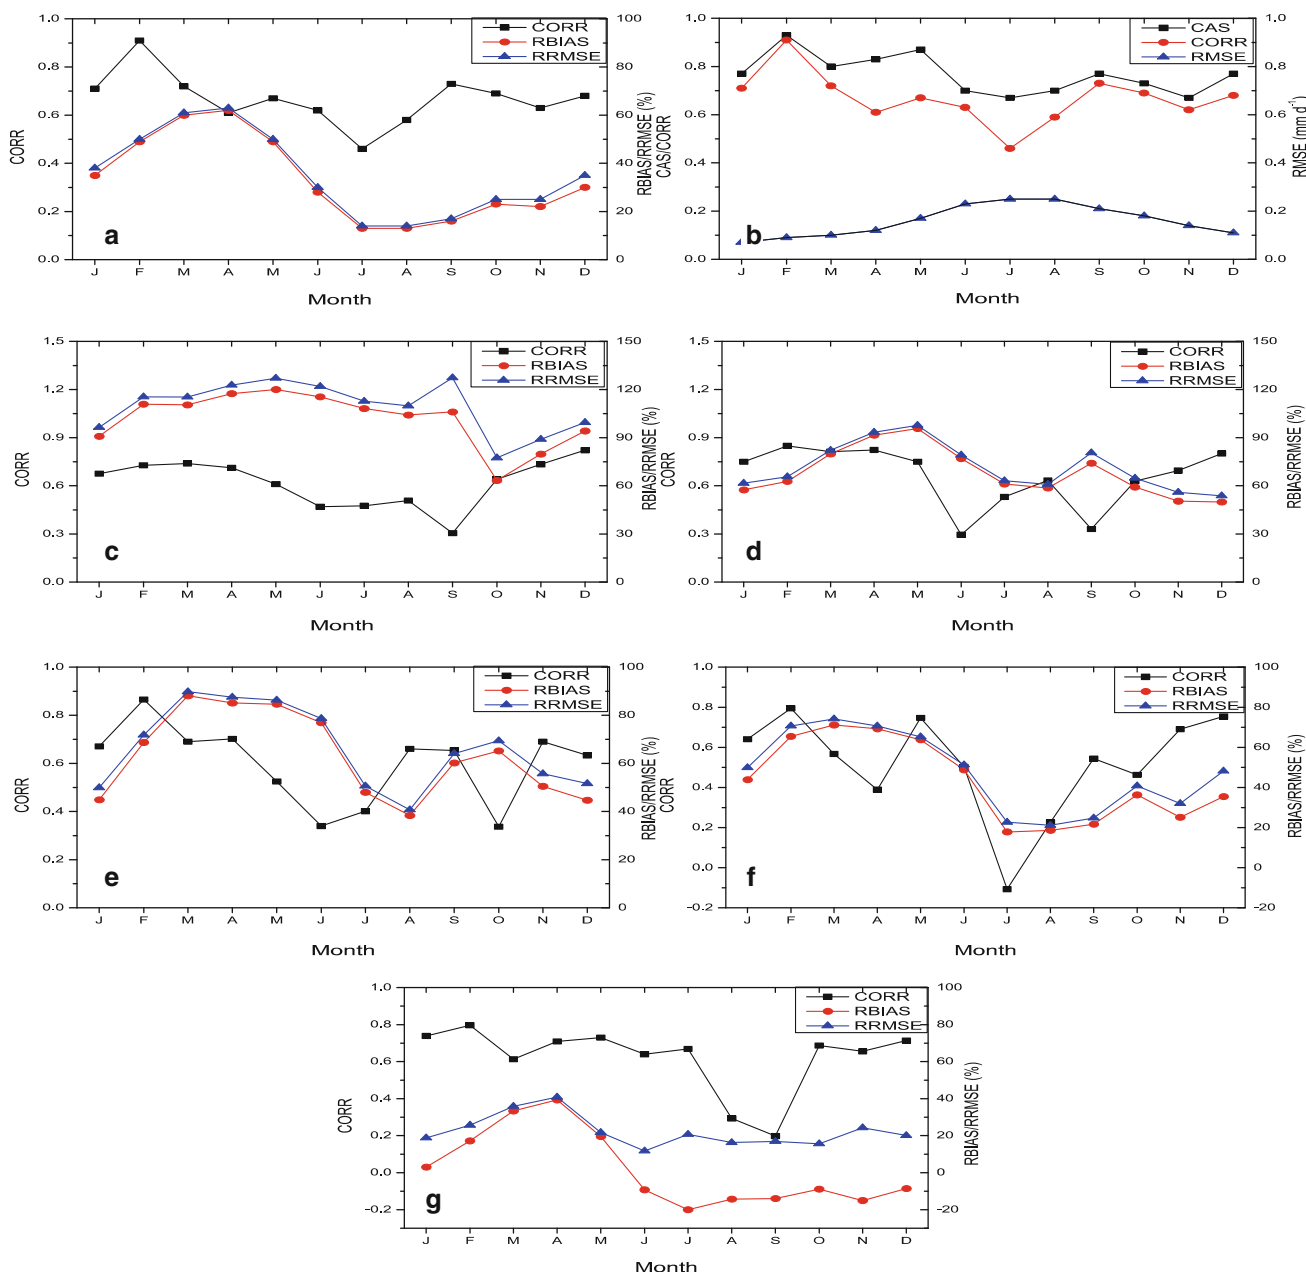 CORR
RBIAS
RRMSE
1.0
0.8
0.6
0.4
0.2
0.0
CORR
100
80
60
40
20
0
RBIAS/RRMSE (%)
a
J F M A M J J A S O N D
Month
CAS
CORR
RMSE
1.0
0.8
0.6
0.4
0.2
0.0
CAS/CORR
1.0
0.8
0.6
0.4
0.2
0.0
RMSE (mm d⁻¹)
b
J F M A M J J A S O N D
Month
CORR
RBIAS
RRMSE
1.5
1.2
0.9
0.6
0.3
0.0
CORR
150
120
90
60
30
0
RBIAS/RRMSE (%)
c
J F M A M J J A S O N D
Month
CORR
RBIAS
RRMSE
1.5
1.2
0.9
0.6
0.3
0.0
CORR
150
120
90
60
30
0
RBIAS/RRMSE (%)
d
J F M A M J J A S O N D
Month
CORR
RBIAS
RRMSE
1.0
0.8
0.6
0.4
0.2
0.0
CORR
100
80
60
40
20
0
RBIAS/RRMSE (%)
e
J F M A M J J A S O N D
Month
CORR
RBIAS
RRMSE
1.0
0.8
0.6
0.4
0.2
0.0
-0.2
CORR
100
80
60
40
20
0
-20
RBIAS/RRMSE (%)
f
J F M A M J J A S O N D
Month
CORR
RBIAS
RRMSE
1.0
0.8
0.6
0.4
0.2
0.0
-0.2
CORR
100
80
60
40
20
0
-20
RBIAS/RRMSE (%)
g
J F M A M J J A S O N D
Month